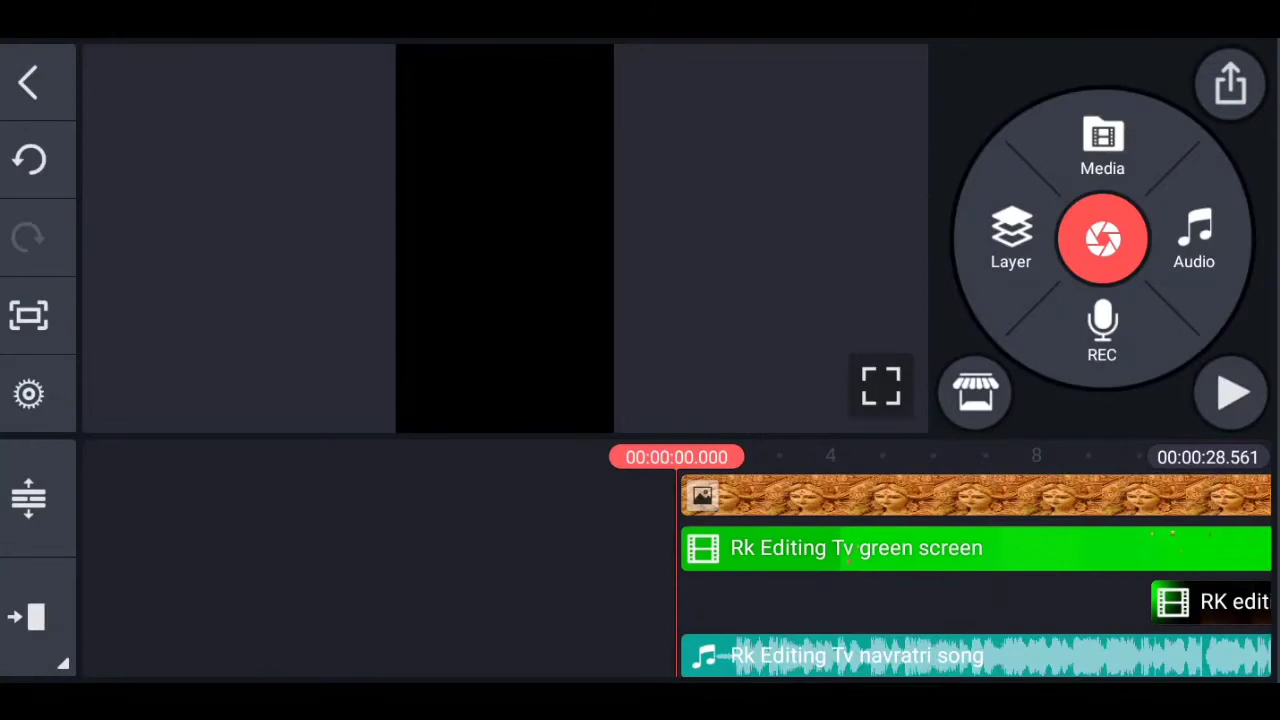 Media
Layer
Audio
REC
00:00:00.000
4
8
00:00:28.561
Rk Editing Tv green screen
RK edit
Rk Editing Tv navratri song